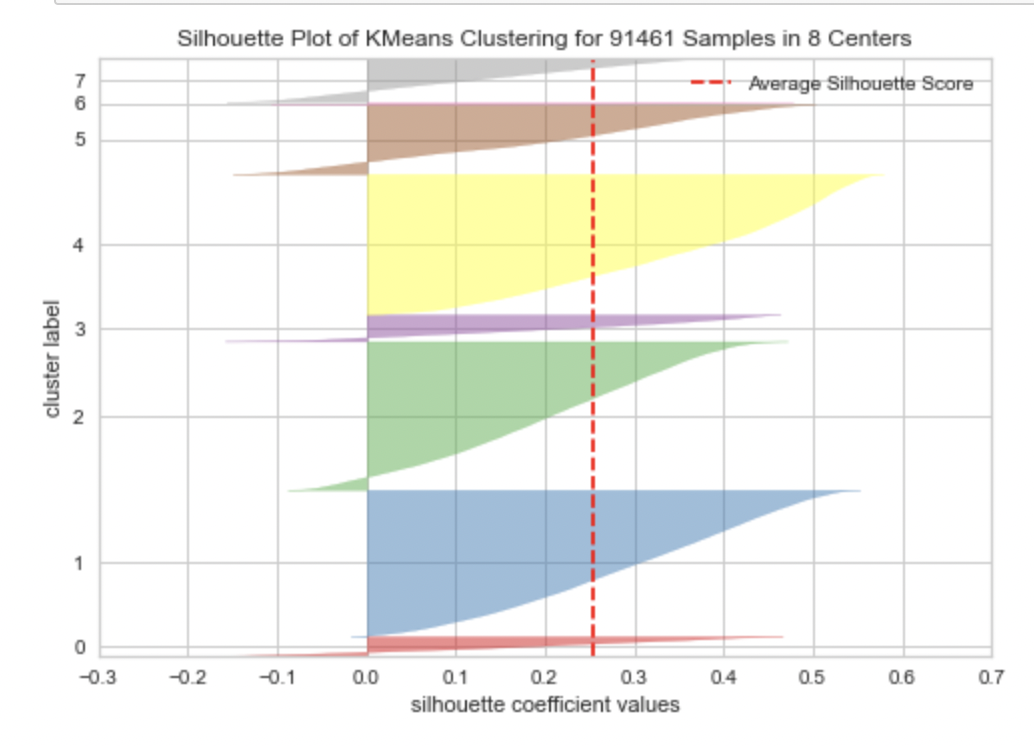 Silhouette Plot of KMeans Clustering for 91461 Samples in 8 Centers
Average Silhouette Score
7
6
5
4
3
2
1
0
cluster label
−0.3 −0.2 −0.1 0.0 0.1 0.2 0.3 0.4 0.5 0.6 0.7
silhouette coefficient values